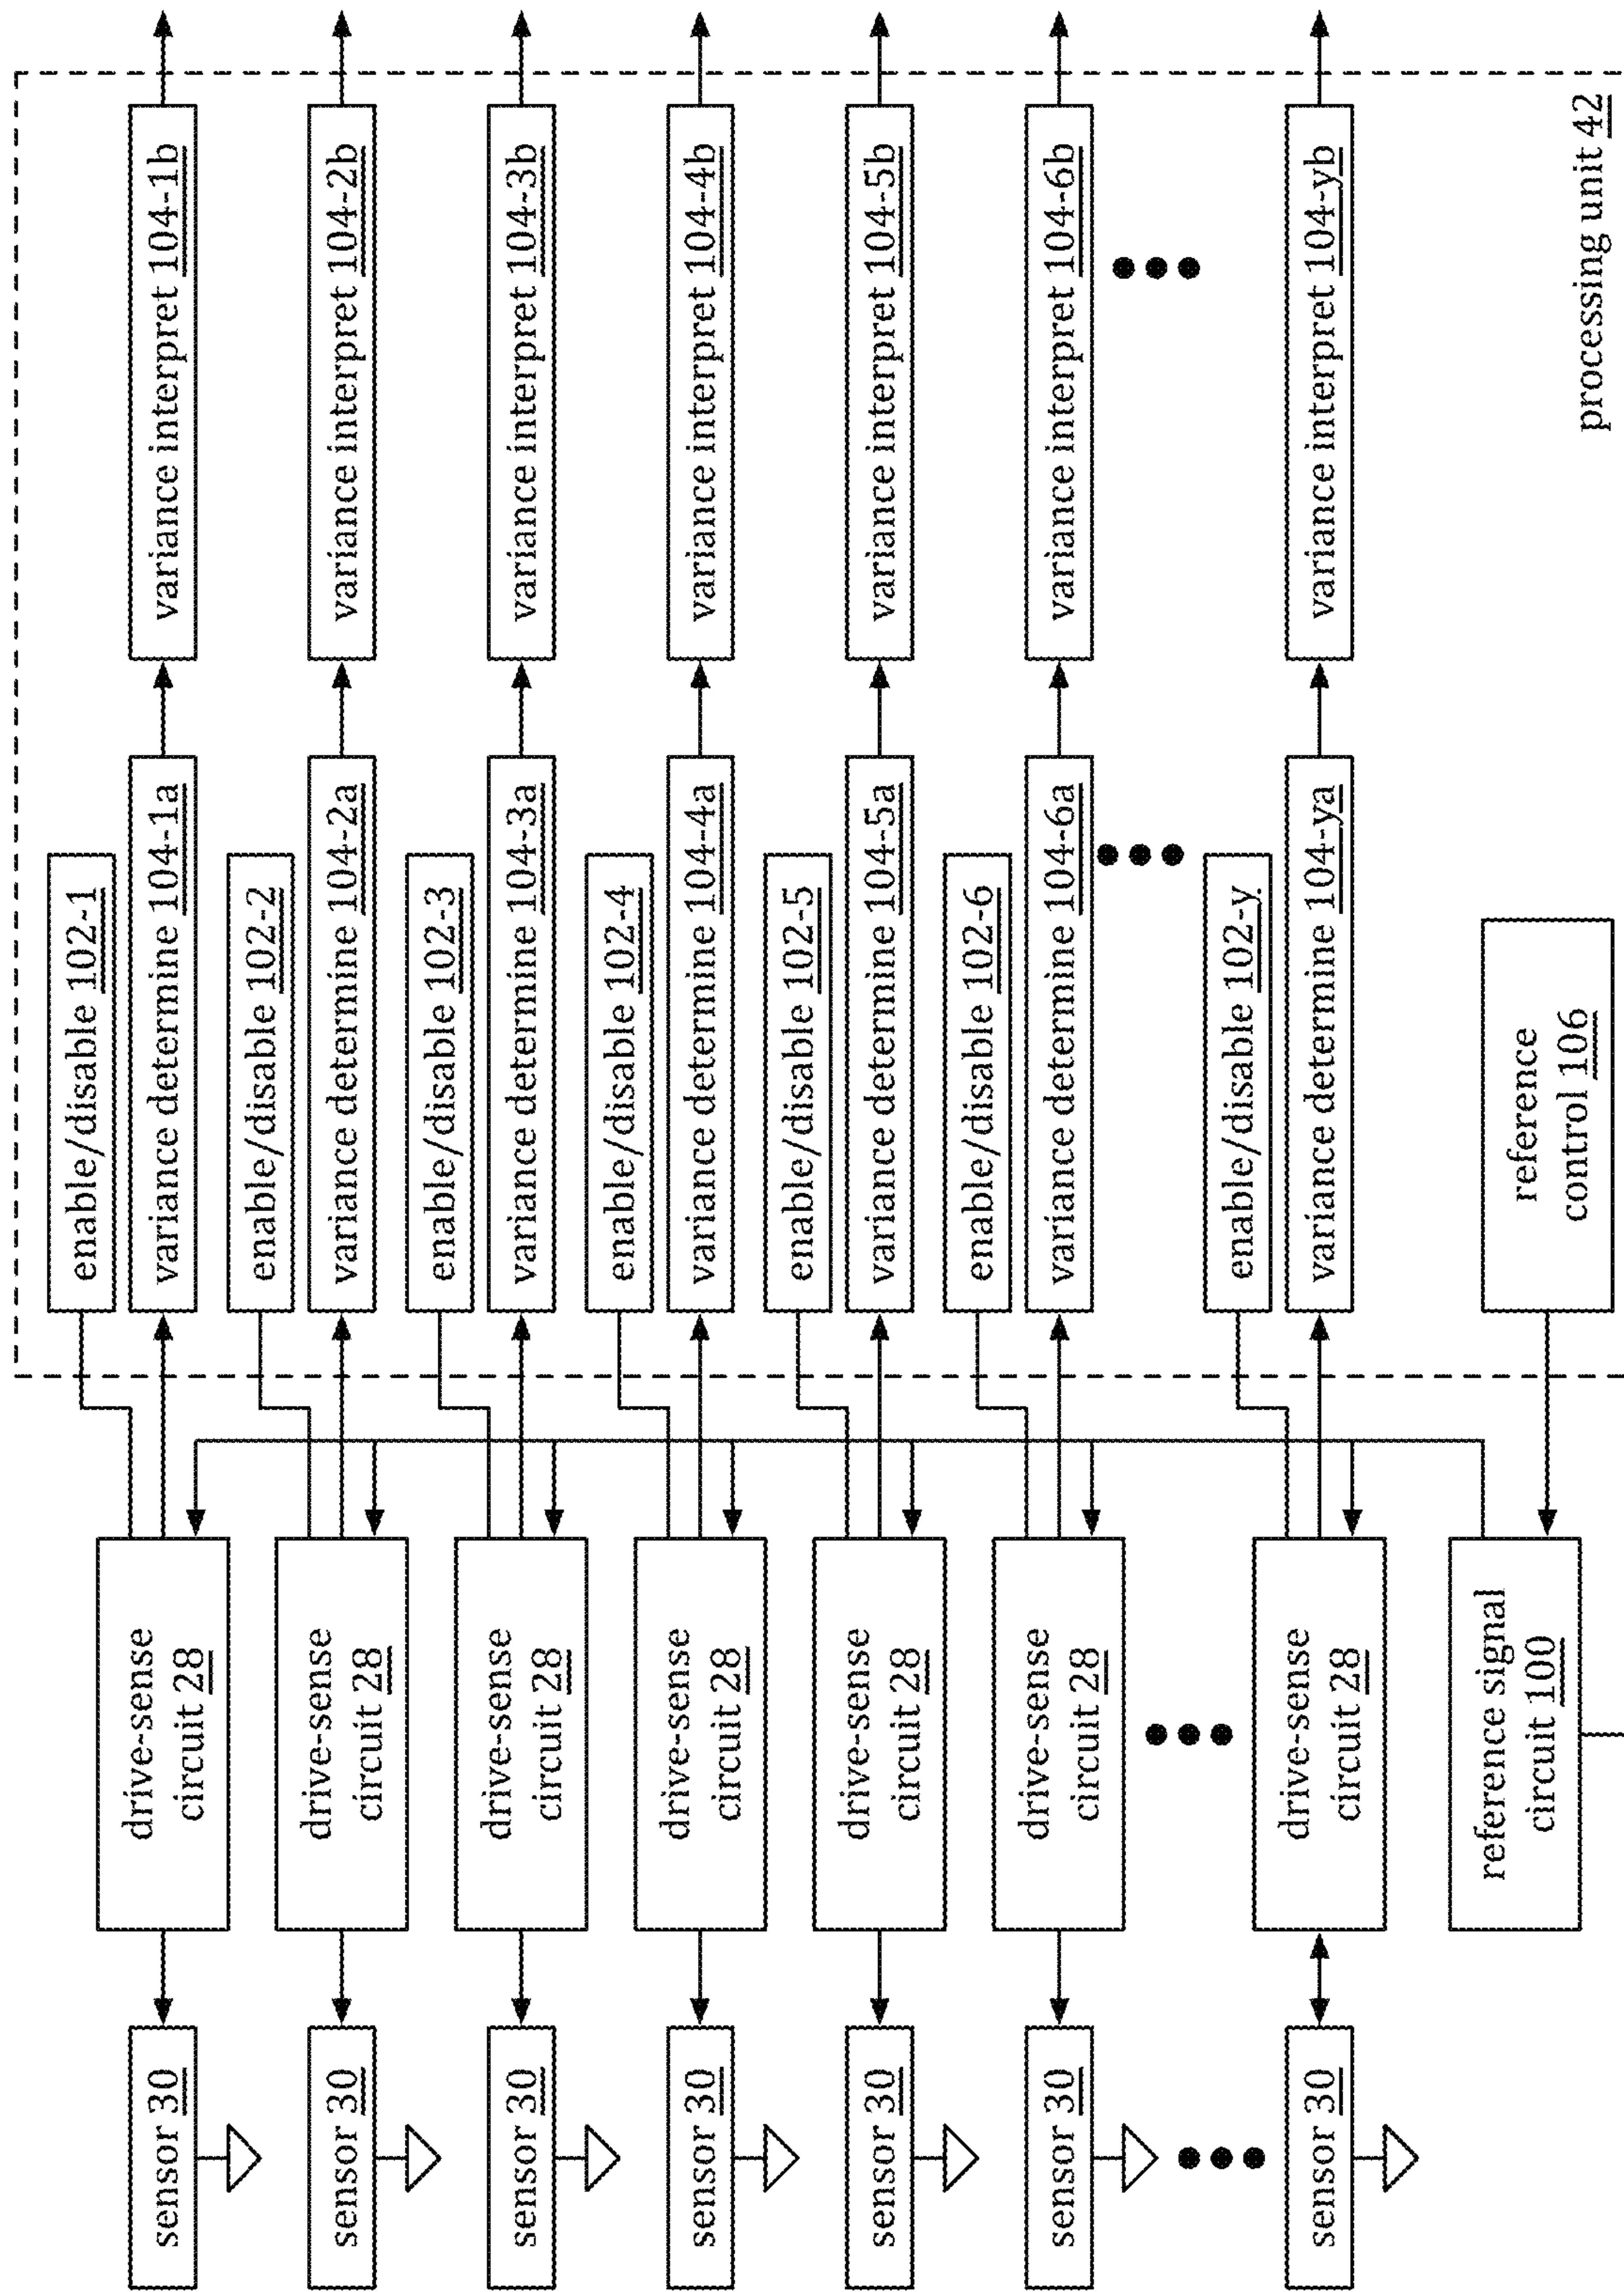 sensor 30
drive-sense
circuit 28
enable/disable 102-1
variance determine 104-1a
variance interpret 104-1b
sensor 30
drive-sense
circuit 28
enable/disable 102-2
variance determine 104-2a
variance interpret 104-2b
sensor 30
drive-sense
circuit 28
enable/disable 102-3
variance determine 104-3a
variance interpret 104-3b
sensor 30
drive-sense
circuit 28
enable/disable 102-4
variance determine 104-4a
variance interpret 104-4b
sensor 30
drive-sense
circuit 28
enable/disable 102-5
variance determine 104-5a
variance interpret 104-5b
sensor 30
drive-sense
circuit 28
enable/disable 102-6
variance determine 104-6a
variance interpret 104-6b
sensor 30
drive-sense
circuit 28
enable/disable 102-y
variance determine 104-ya
variance interpret 104-yb
reference signal
circuit 100
reference
control 106
processing unit 42